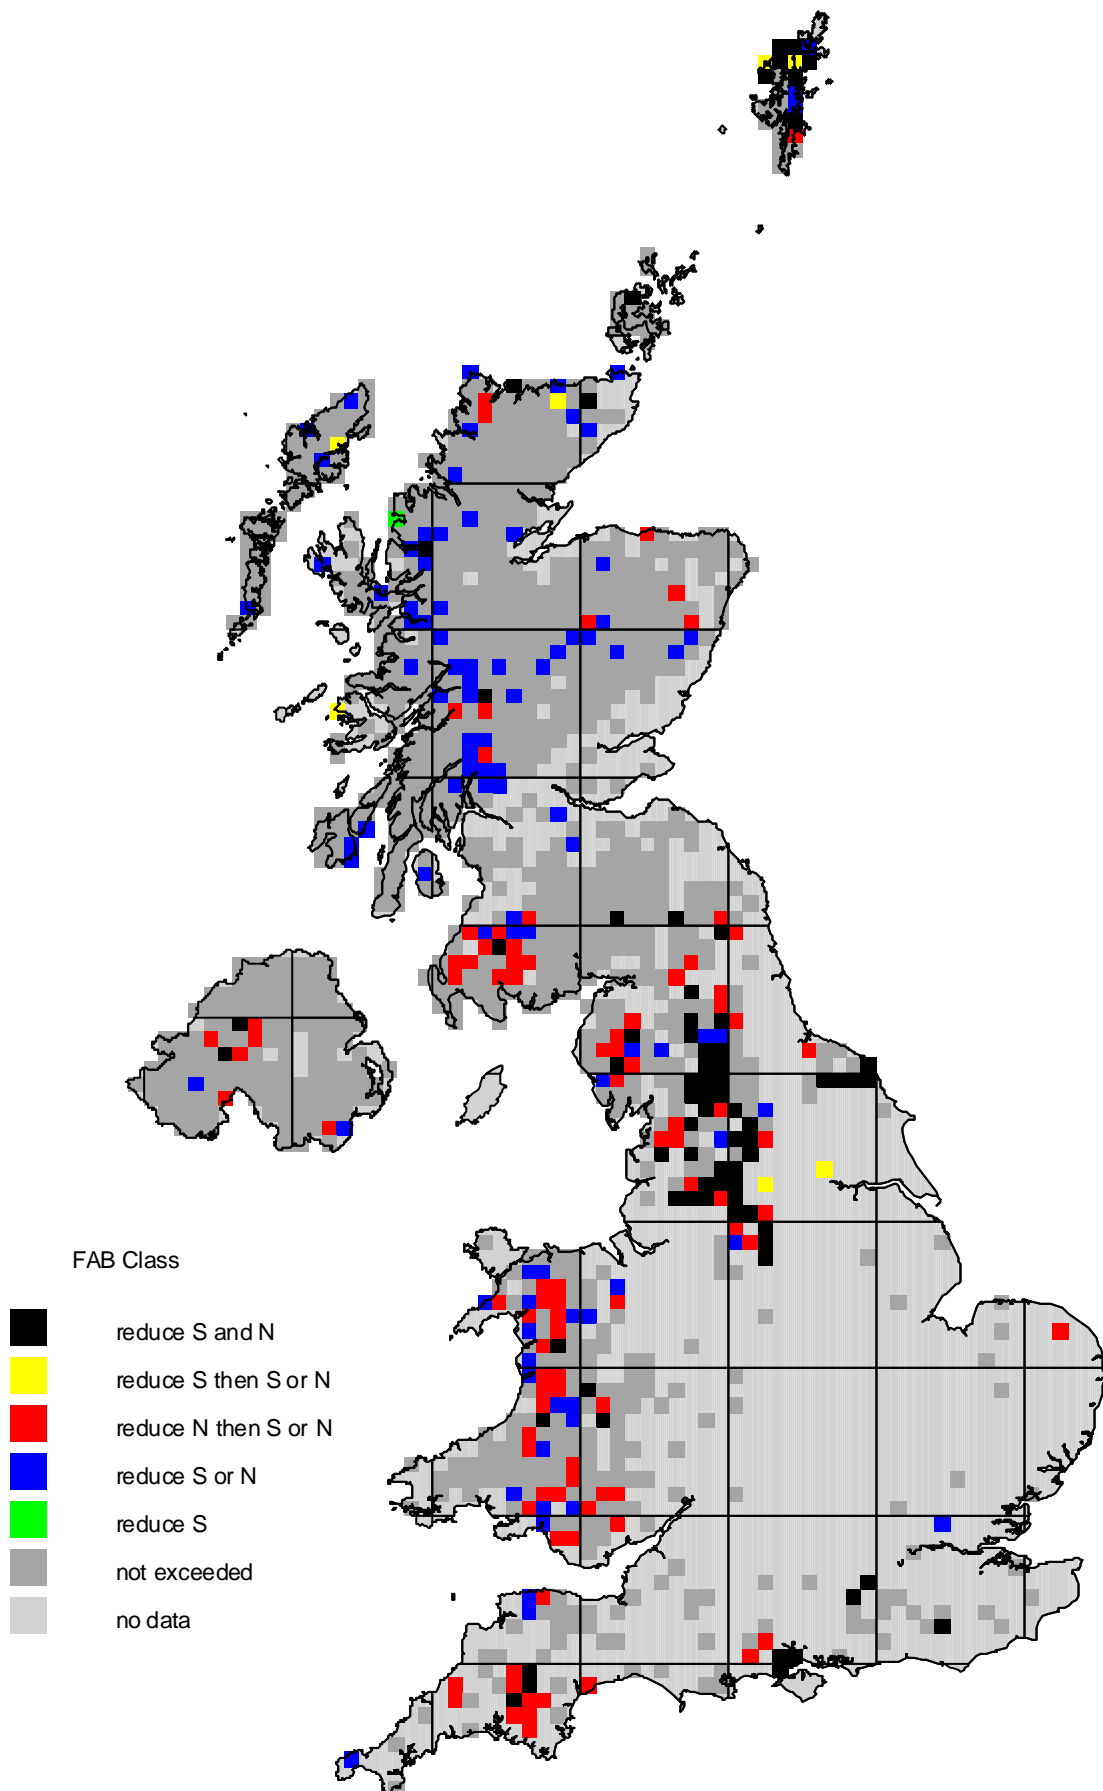 FAB Class
reduce S and N
reduce S then S or N
reduce N then S or N
reduce S or N
reduce S
not exceeded
no data